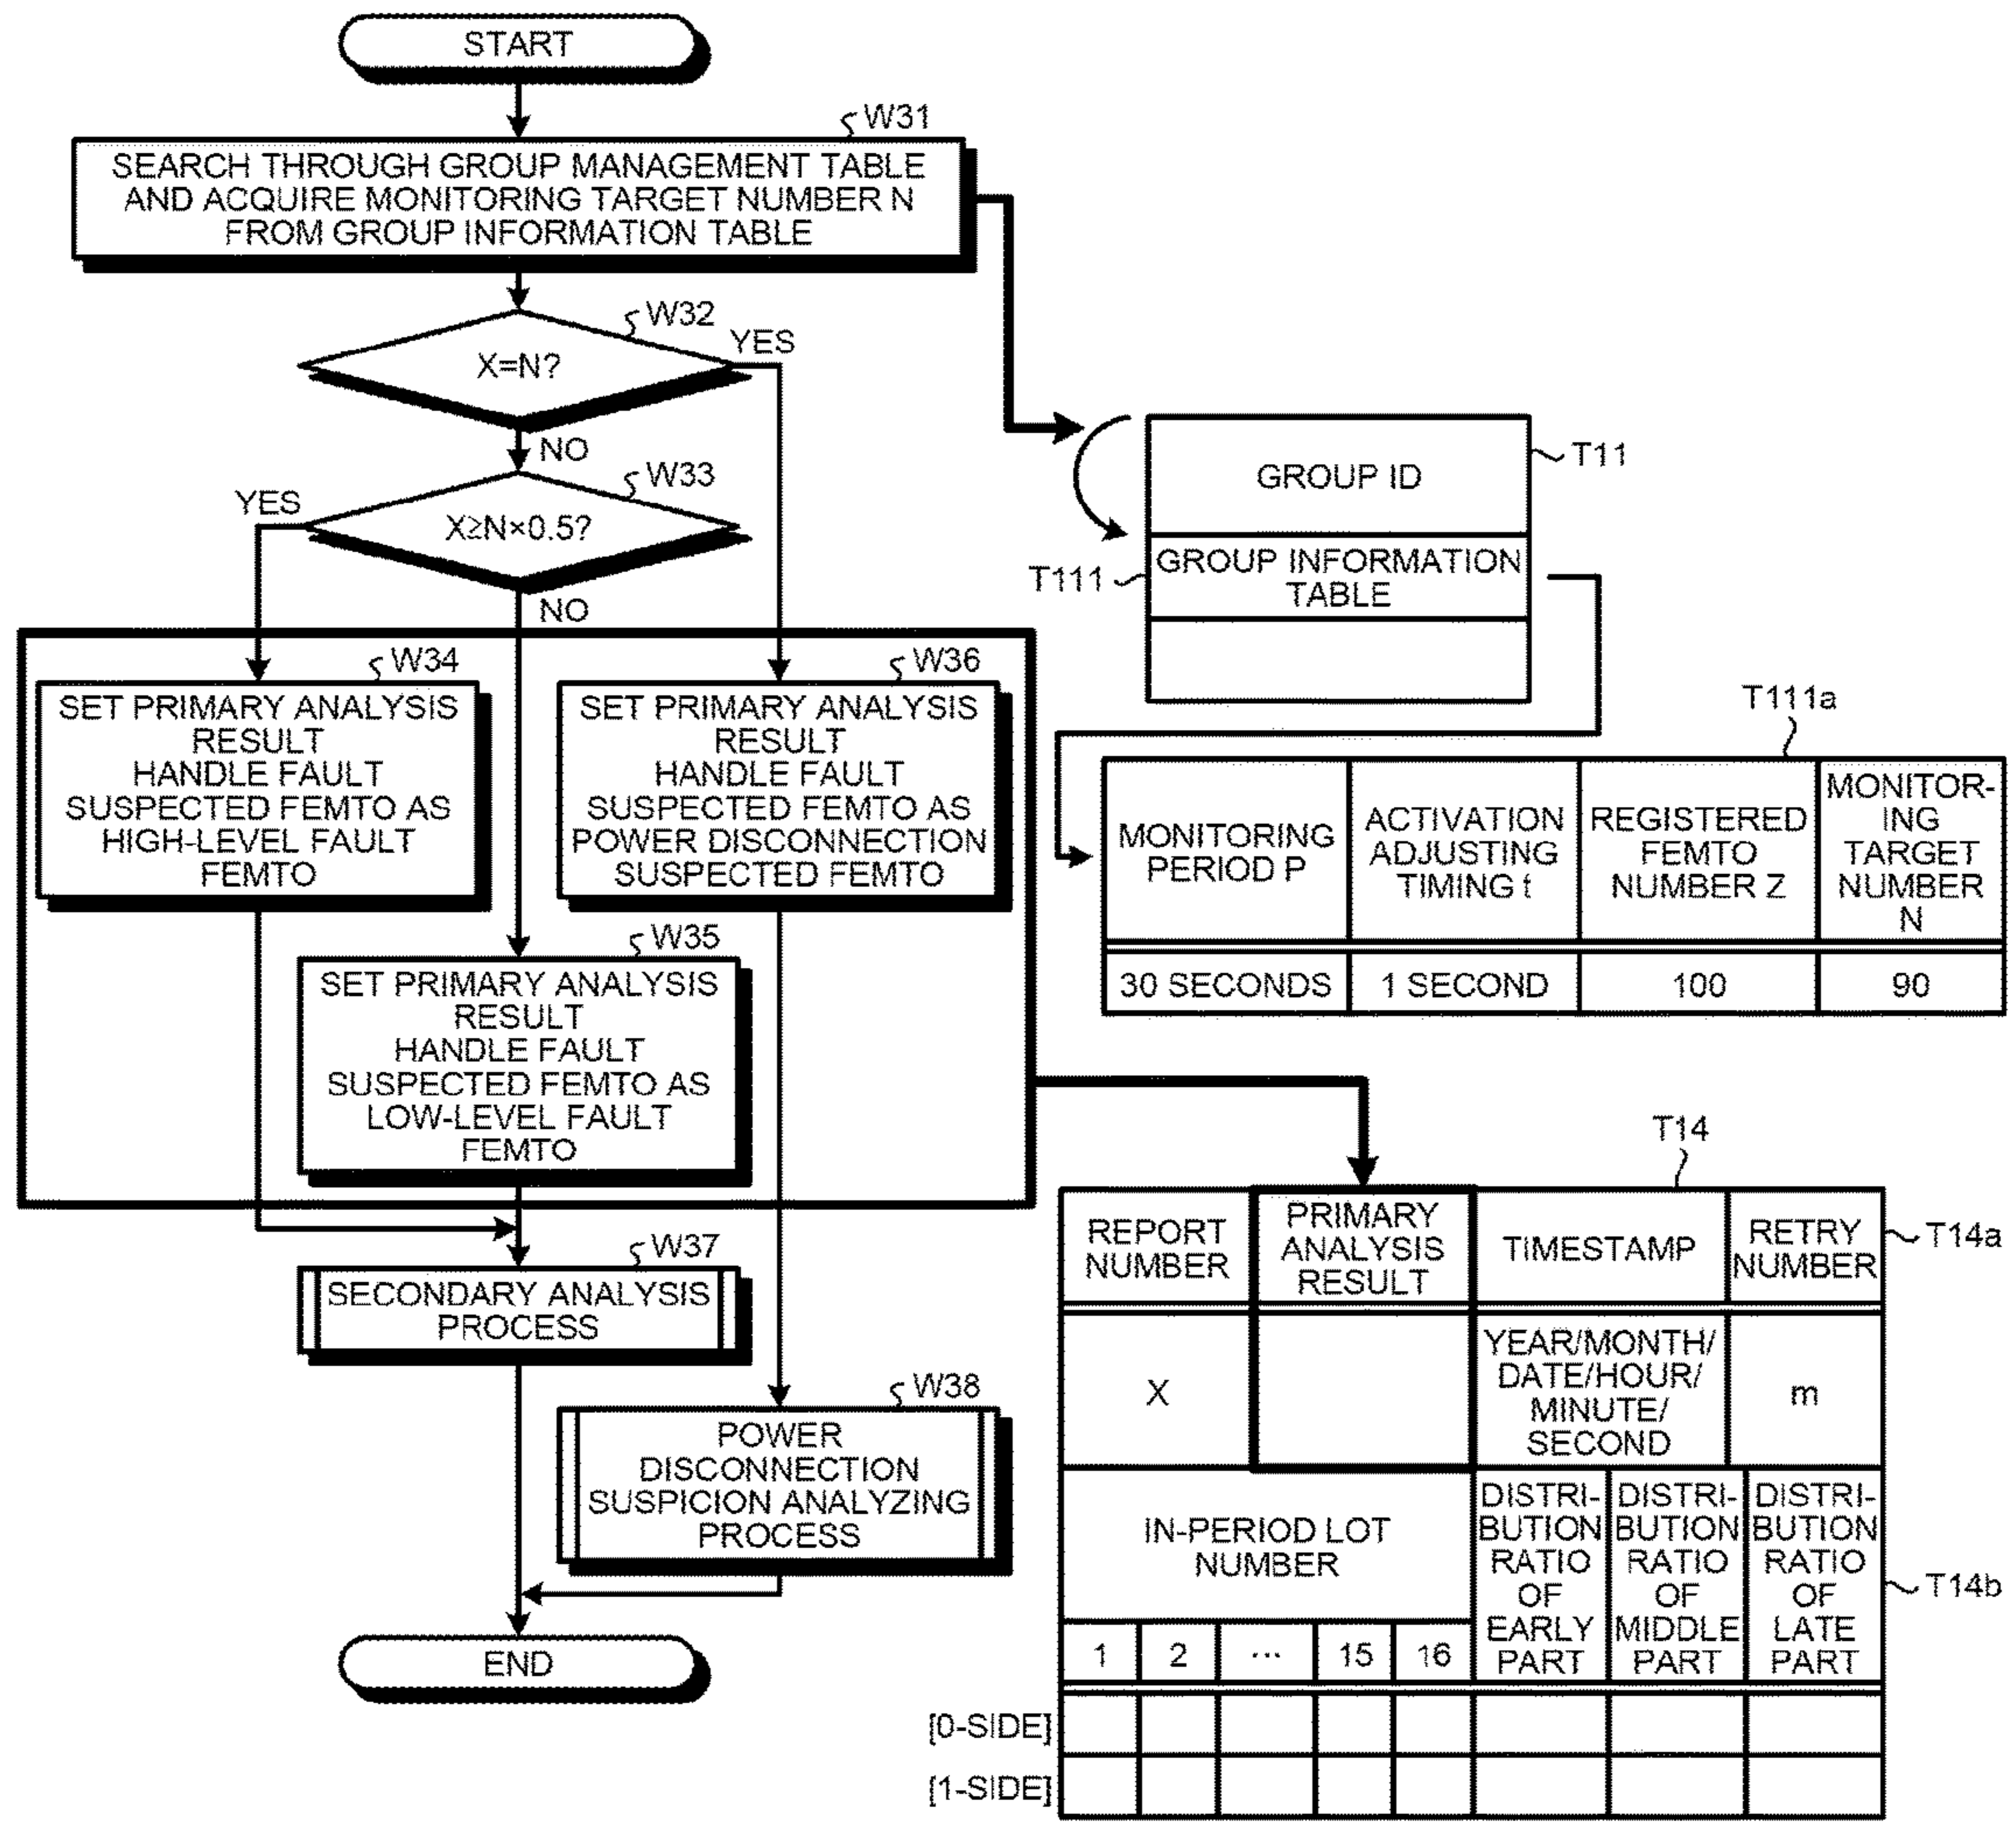 START
W31
SEARCH THROUGH GROUP MANAGEMENT TABLE
AND ACQUIRE MONITORING TARGET NUMBER N
FROM GROUP INFORMATION TABLE
W32
X=N?
YES
NO
W33
X≥N×0.5?
YES
NO
W34
SET PRIMARY ANALYSIS
RESULT
HANDLE FAULT
SUSPECTED FEMTO AS
HIGH-LEVEL FAULT
FEMTO
W36
SET PRIMARY ANALYSIS
RESULT
HANDLE FAULT
SUSPECTED FEMTO AS
POWER DISCONNECTION
SUSPECTED FEMTO
W35
SET PRIMARY ANALYSIS
RESULT
HANDLE FAULT
SUSPECTED FEMTO AS
LOW-LEVEL FAULT
FEMTO
W37
SECONDARY ANALYSIS
PROCESS
W38
POWER
DISCONNECTION
SUSPICION ANALYZING
PROCESS
END
GROUP ID
T11
T111
GROUP INFORMATION
TABLE
T111a
MONITORING
PERIOD P
ACTIVATION
ADJUSTING
TIMING t
REGISTERED
FEMTO
NUMBER Z
MONITOR-
ING
TARGET
NUMBER
N
30 SECONDS
1 SECOND
100
90
T14
REPORT
NUMBER
PRIMARY
ANALYSIS
RESULT
TIMESTAMP
RETRY
NUMBER
T14a
X
YEAR/MONTH/
DATE/HOUR/
MINUTE/
SECOND
m
IN-PERIOD LOT
NUMBER
DISTRI-
BUTION
RATIO
OF
EARLY
PART
DISTRI-
BUTION
RATIO
OF
MIDDLE
PART
DISTRI-
BUTION
RATIO
OF
LATE
PART
T14b
1
2
...
15
16
[0-SIDE]
[1-SIDE]